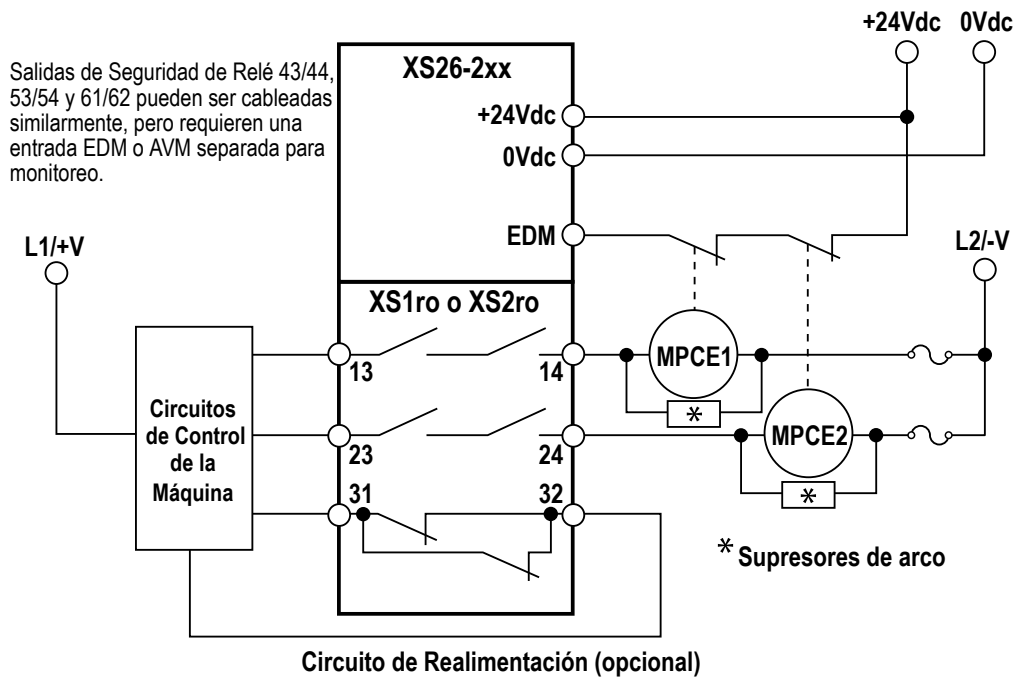 +24Vdc 0Vdc
Salidas de Seguridad de Relé 43/44,
53/54 y 61/62 pueden ser cableadas
similarmente, pero requieren una
entrada EDM o AVM separada para
monitoreo.
XS26-2xx
+24Vdc
0Vdc
EDM
L1/+V
L2/-V
XS1ro o XS2ro
13
14
MPCE1
*
Circuitos
de Control
de la
Máquina
23
24
MPCE2
*
31
32
* Supresores de arco
Circuito de Realimentación (opcional)